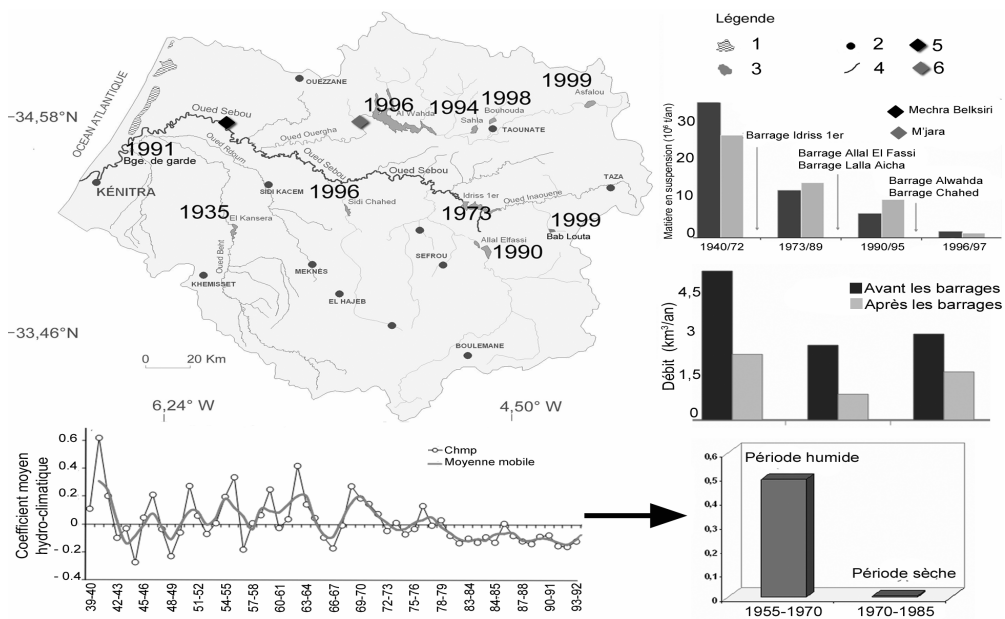 Légende
1
2
5
3
4
6
OCEAN ATLANTIQUE
OUEZZANE
1999
Asfalou
1996
Al Wahda
1994
1998
Bouhouda
Sahla
TAOUNATE
34,58°N
Oued Sebou
Oued Ouergha
1991
Bge. de garde
Oued Rdoum
Oued Sebou
Oued Sebou
KÉNITRA
SIDI KACEM
1996
Sidi Chahed
Idriss 1er
Oued Inaouene
TAZA
1935
El Kansera
1973
1999
Bab Louta
Allal Elfassi
1990
Oued Beht
SEFROU
MEKNÈS
KHEMISSET
EL HAJEB
33,46°N
BOULEMANE
0 20 Km
6,24° W
4,50° W
Matière en suspension (10⁶ t/an)
30
20
10
0
Mechra Belksiri
M'jara
Barrage Idriss 1er
Barrage Allal El Fassi
Barrage Lalla Aicha
Barrage Alwahda
Barrage Chahed
1940/72
1973/89
1990/95
1996/97
Débit (km³/an)
4,5
3
1,5
0
Avant les barrages
Après les barrages
Coefficient moyen
hydro-climatique
0.6
0.4
0.2
0
- 0.2
- 0.4
Chmp
Moyenne mobile
39-40
42-43
45-46
48-49
51-52
54-55
57-58
60-61
63-64
66-67
69-70
72-73
75-76
78-79
83-84
84-85
87-88
90-91
93-92
0,6
0,5
0,4
0,3
0,2
0,1
0
Période humide
Période sèche
1955-1970
1970-1985